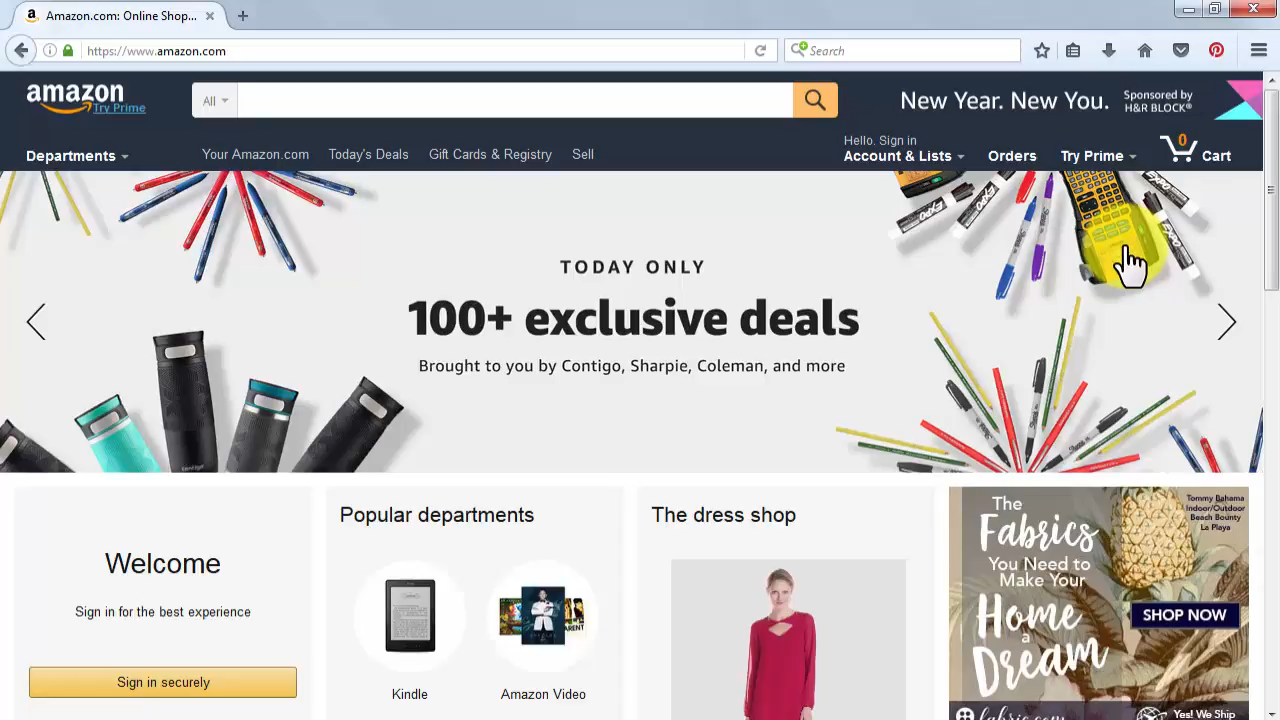 Amazon.com: Online Shop...
https://www.amazon.com
Search
amazon
Try Prime
All
New Year. New You.
Sponsored by
H&R BLOCK®
Departments
Your Amazon.com
Today's Deals
Gift Cards & Registry
Sell
Hello. Sign in
Account & Lists
Orders
Try Prime
0
Cart
EXPO
EXPO
TODAY ONLY
100+ exclusive deals
Brought to you by Contigo, Sharpie, Coleman, and more
Welcome
Sign in for the best experience
Sign in securely
Popular departments
Kindle
Amazon Video
The dress shop
The
Fabrics
You Need to
Make Your
Home
a
Dream
Tommy Bahama
Indoor/Outdoor
Beach Bounty
La Playa
SHOP NOW
fabric.com
Yes! We Ship